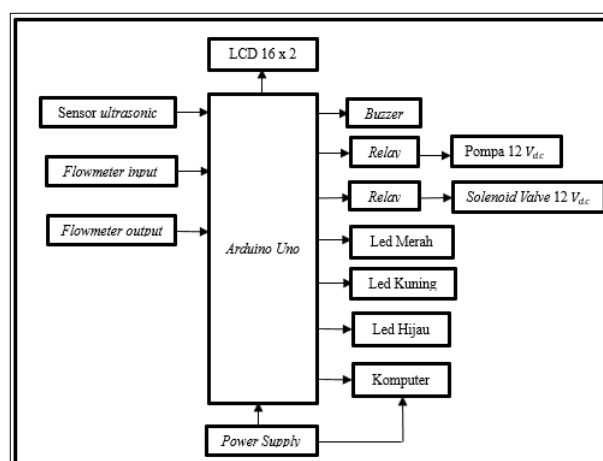 LCD 16 x 2
Sensor ultrasonic
Buzzer
Relay
Pompa 12 Vdc
Flowmeter input
Relay
Solenoid Valve 12 Vdc
Flowmeter output
Arduino Uno
Led Merah
Led Kuning
Led Hijau
Komputer
Power Supply